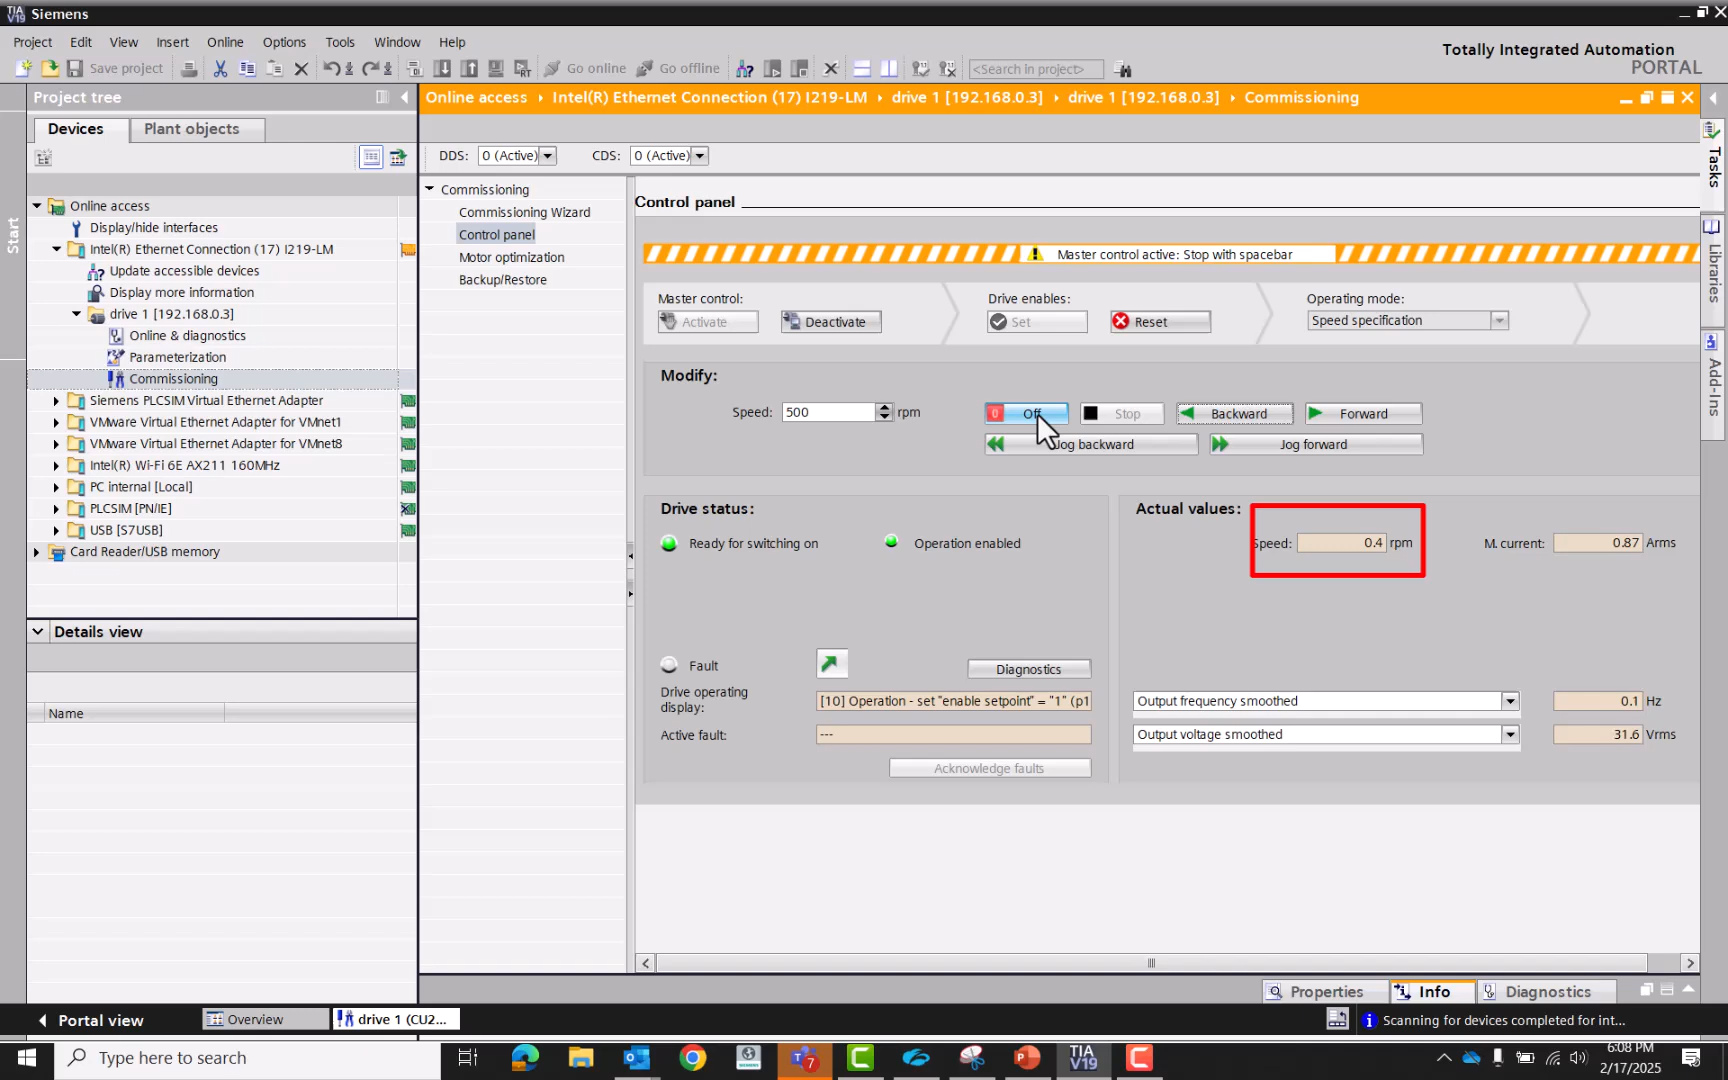 TIA V19 Siemens
Project Edit View Insert Online Options Tools Window Help
Totally Integrated Automation
PORTAL
Save project Go online Go offline <Search in project>
Project tree
Online access Intel(R) Ethernet Connection (17) I219-LM drive 1 [192.168.0.3] drive 1 [192.168.0.3] Commissioning
Devices Plant objects
DDS: 0 (Active) CDS: 0 (Active)
Start
Tasks
Libraries
Add-Ins
Online access
Display/hide interfaces
Intel(R) Ethernet Connection (17) I219-LM
Update accessible devices
Display more information
drive 1 [192.168.0.3]
Online & diagnostics
Parameterization
Commissioning
Siemens PLCSIM Virtual Ethernet Adapter
VMware Virtual Ethernet Adapter for VMnet1
VMware Virtual Ethernet Adapter for VMnet8
Intel(R) Wi-Fi 6E AX211 160MHz
PC internal [Local]
PLCSIM [PN/IE]
USB [S7USB]
Card Reader/USB memory
Details view
Name
Commissioning
Commissioning Wizard
Control panel
Motor optimization
Backup/Restore
Control panel
Master control active: Stop with spacebar
Master control: Drive enables: Operating mode:
Activate Deactivate Set Reset Speed specification
Modify:
Speed: 500 rpm 0 Off Stop Backward Forward
Jog backward Jog forward
Drive status:
Ready for switching on Operation enabled
Fault Diagnostics
Drive operating
display: [10] Operation - set "enable setpoint" = "1" (p1
Active fault: ---
Acknowledge faults
Actual values:
Speed: 0.4 rpm M. current: 0.87 Arms
Output frequency smoothed 0.1 Hz
Output voltage smoothed 31.6 Vrms
Properties Info Diagnostics
Portal view Overview drive 1 (CU2... Scanning for devices completed for int...
Type here to search
7
TIA
V19
6:08 PM
2/17/2025